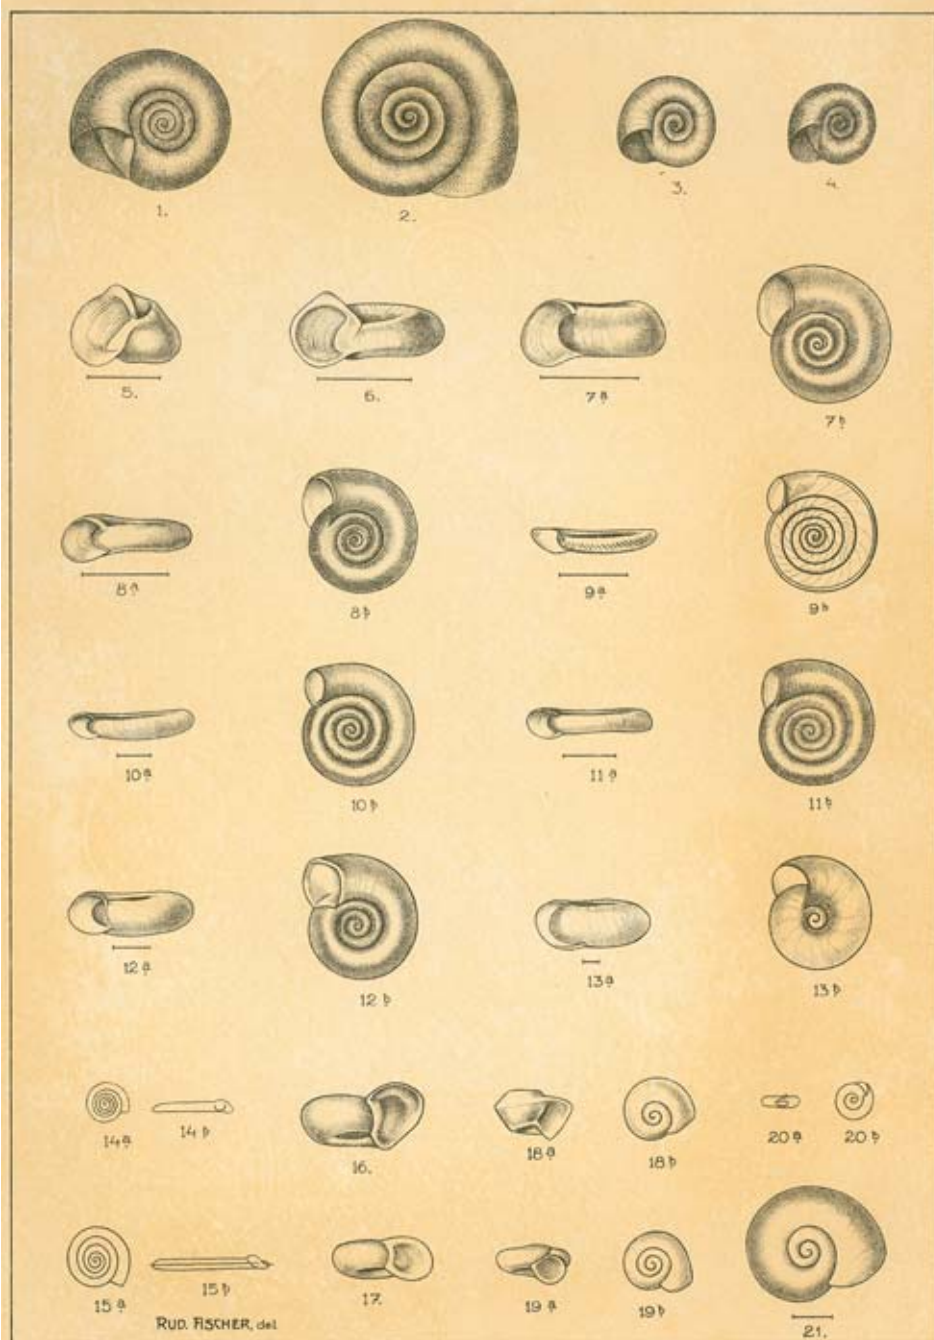 1.
2.
3.
4.
5.
6.
7a
7b
8a
8b
9a
9b
10a
10b
11a
11b
12a
12b
13a
13b
14a
14b
16.
18a
18b
20a
20b
15a
15b
17.
19a
19b
21.
RUD. FISCHER, del